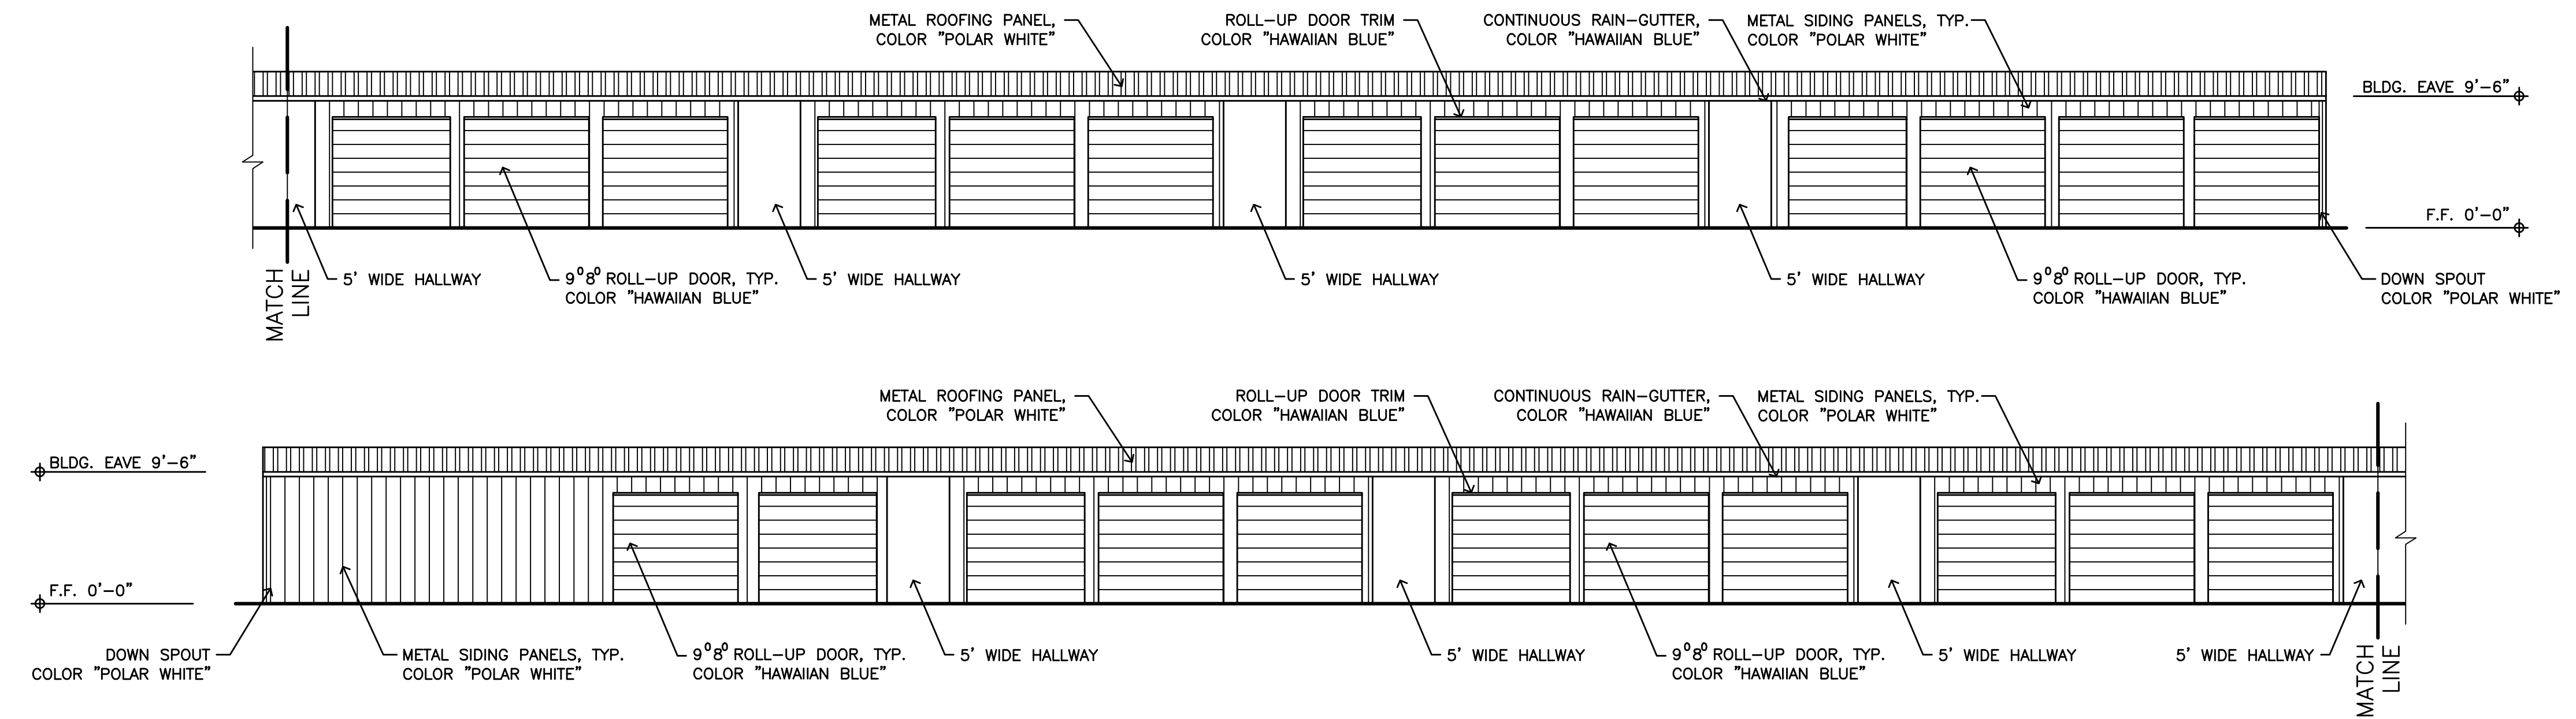 METAL ROOFING PANEL,
COLOR "POLAR WHITE"
ROLL-UP DOOR TRIM
COLOR "HAWAIIAN BLUE"
CONTINUOUS RAIN-GUTTER,
COLOR "HAWAIIAN BLUE"
METAL SIDING PANELS, TYP.
COLOR "POLAR WHITE"
BLDG. EAVE 9'-6"
F.F. 0'-0"
MATCH
LINE
5' WIDE HALLWAY
9⁰8⁰ ROLL-UP DOOR, TYP.
COLOR "HAWAIIAN BLUE"
5' WIDE HALLWAY
5' WIDE HALLWAY
5' WIDE HALLWAY
9⁰8⁰ ROLL-UP DOOR, TYP.
COLOR "HAWAIIAN BLUE"
DOWN SPOUT
COLOR "POLAR WHITE"
METAL ROOFING PANEL,
COLOR "POLAR WHITE"
ROLL-UP DOOR TRIM
COLOR "HAWAIIAN BLUE"
CONTINUOUS RAIN-GUTTER,
COLOR "HAWAIIAN BLUE"
METAL SIDING PANELS, TYP.
COLOR "POLAR WHITE"
BLDG. EAVE 9'-6"
F.F. 0'-0"
DOWN SPOUT
COLOR "POLAR WHITE"
METAL SIDING PANELS, TYP.
COLOR "POLAR WHITE"
9⁰8⁰ ROLL-UP DOOR, TYP.
COLOR "HAWAIIAN BLUE"
5' WIDE HALLWAY
5' WIDE HALLWAY
9⁰8⁰ ROLL-UP DOOR, TYP.
COLOR "HAWAIIAN BLUE"
5' WIDE HALLWAY
5' WIDE HALLWAY
MATCH
LINE